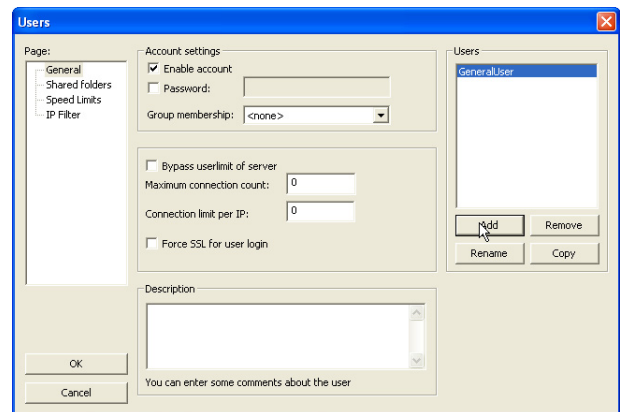 Users
Page:
General
Shared folders
Speed Limits
IP Filter
Account settings
Enable account
Password:
Group membership: <none>
Bypass userlimit of server
Maximum connection count: 0
Connection limit per IP: 0
Force SSL for user login
Description
You can enter some comments about the user
Users
GeneralUser
Add Remove
Rename Copy
OK
Cancel